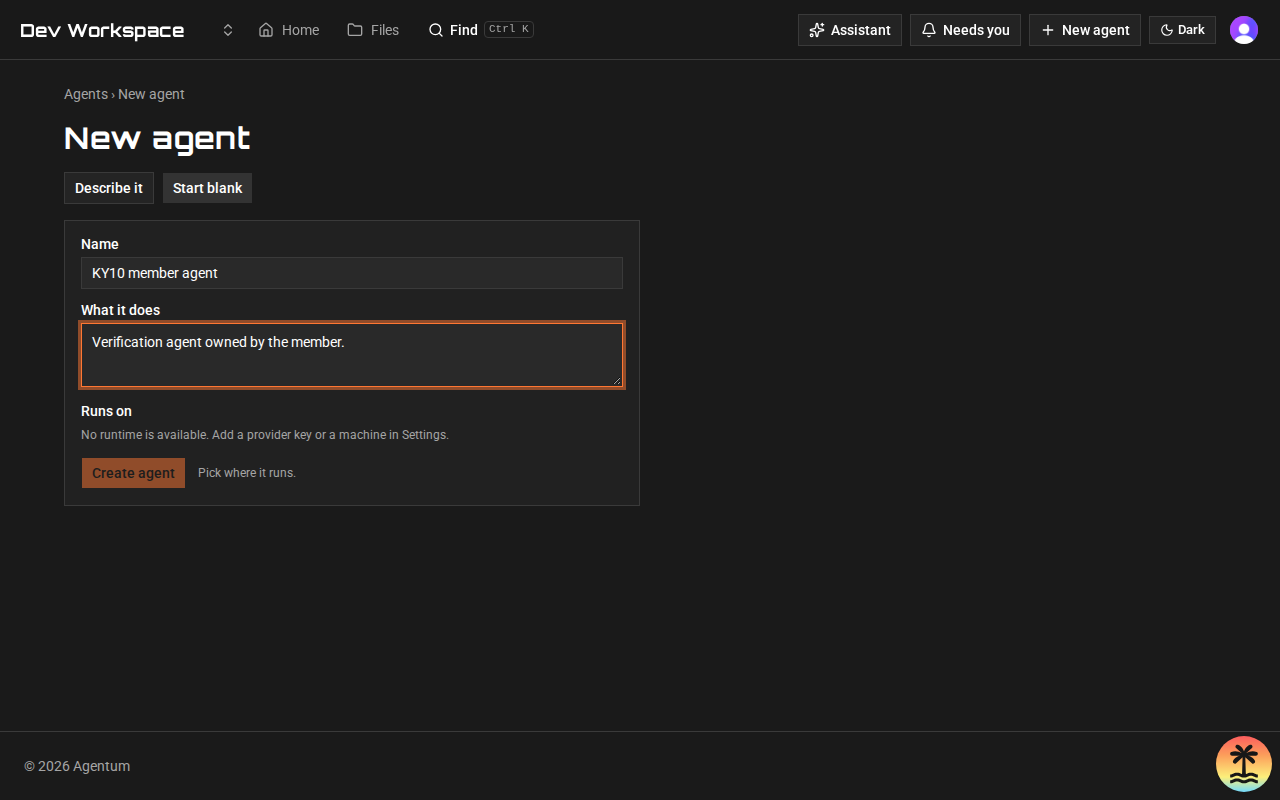 Dev Workspace
Home
Files
Find
Ctrl K
Assistant
Needs you
New agent
Dark
Agents › New agent
New agent
Describe it
Start blank
Name
KY10 member agent
What it does
Verification agent owned by the member.
Runs on
No runtime is available. Add a provider key or a machine in Settings.
Create agent
Pick where it runs.
© 2026 Agentum